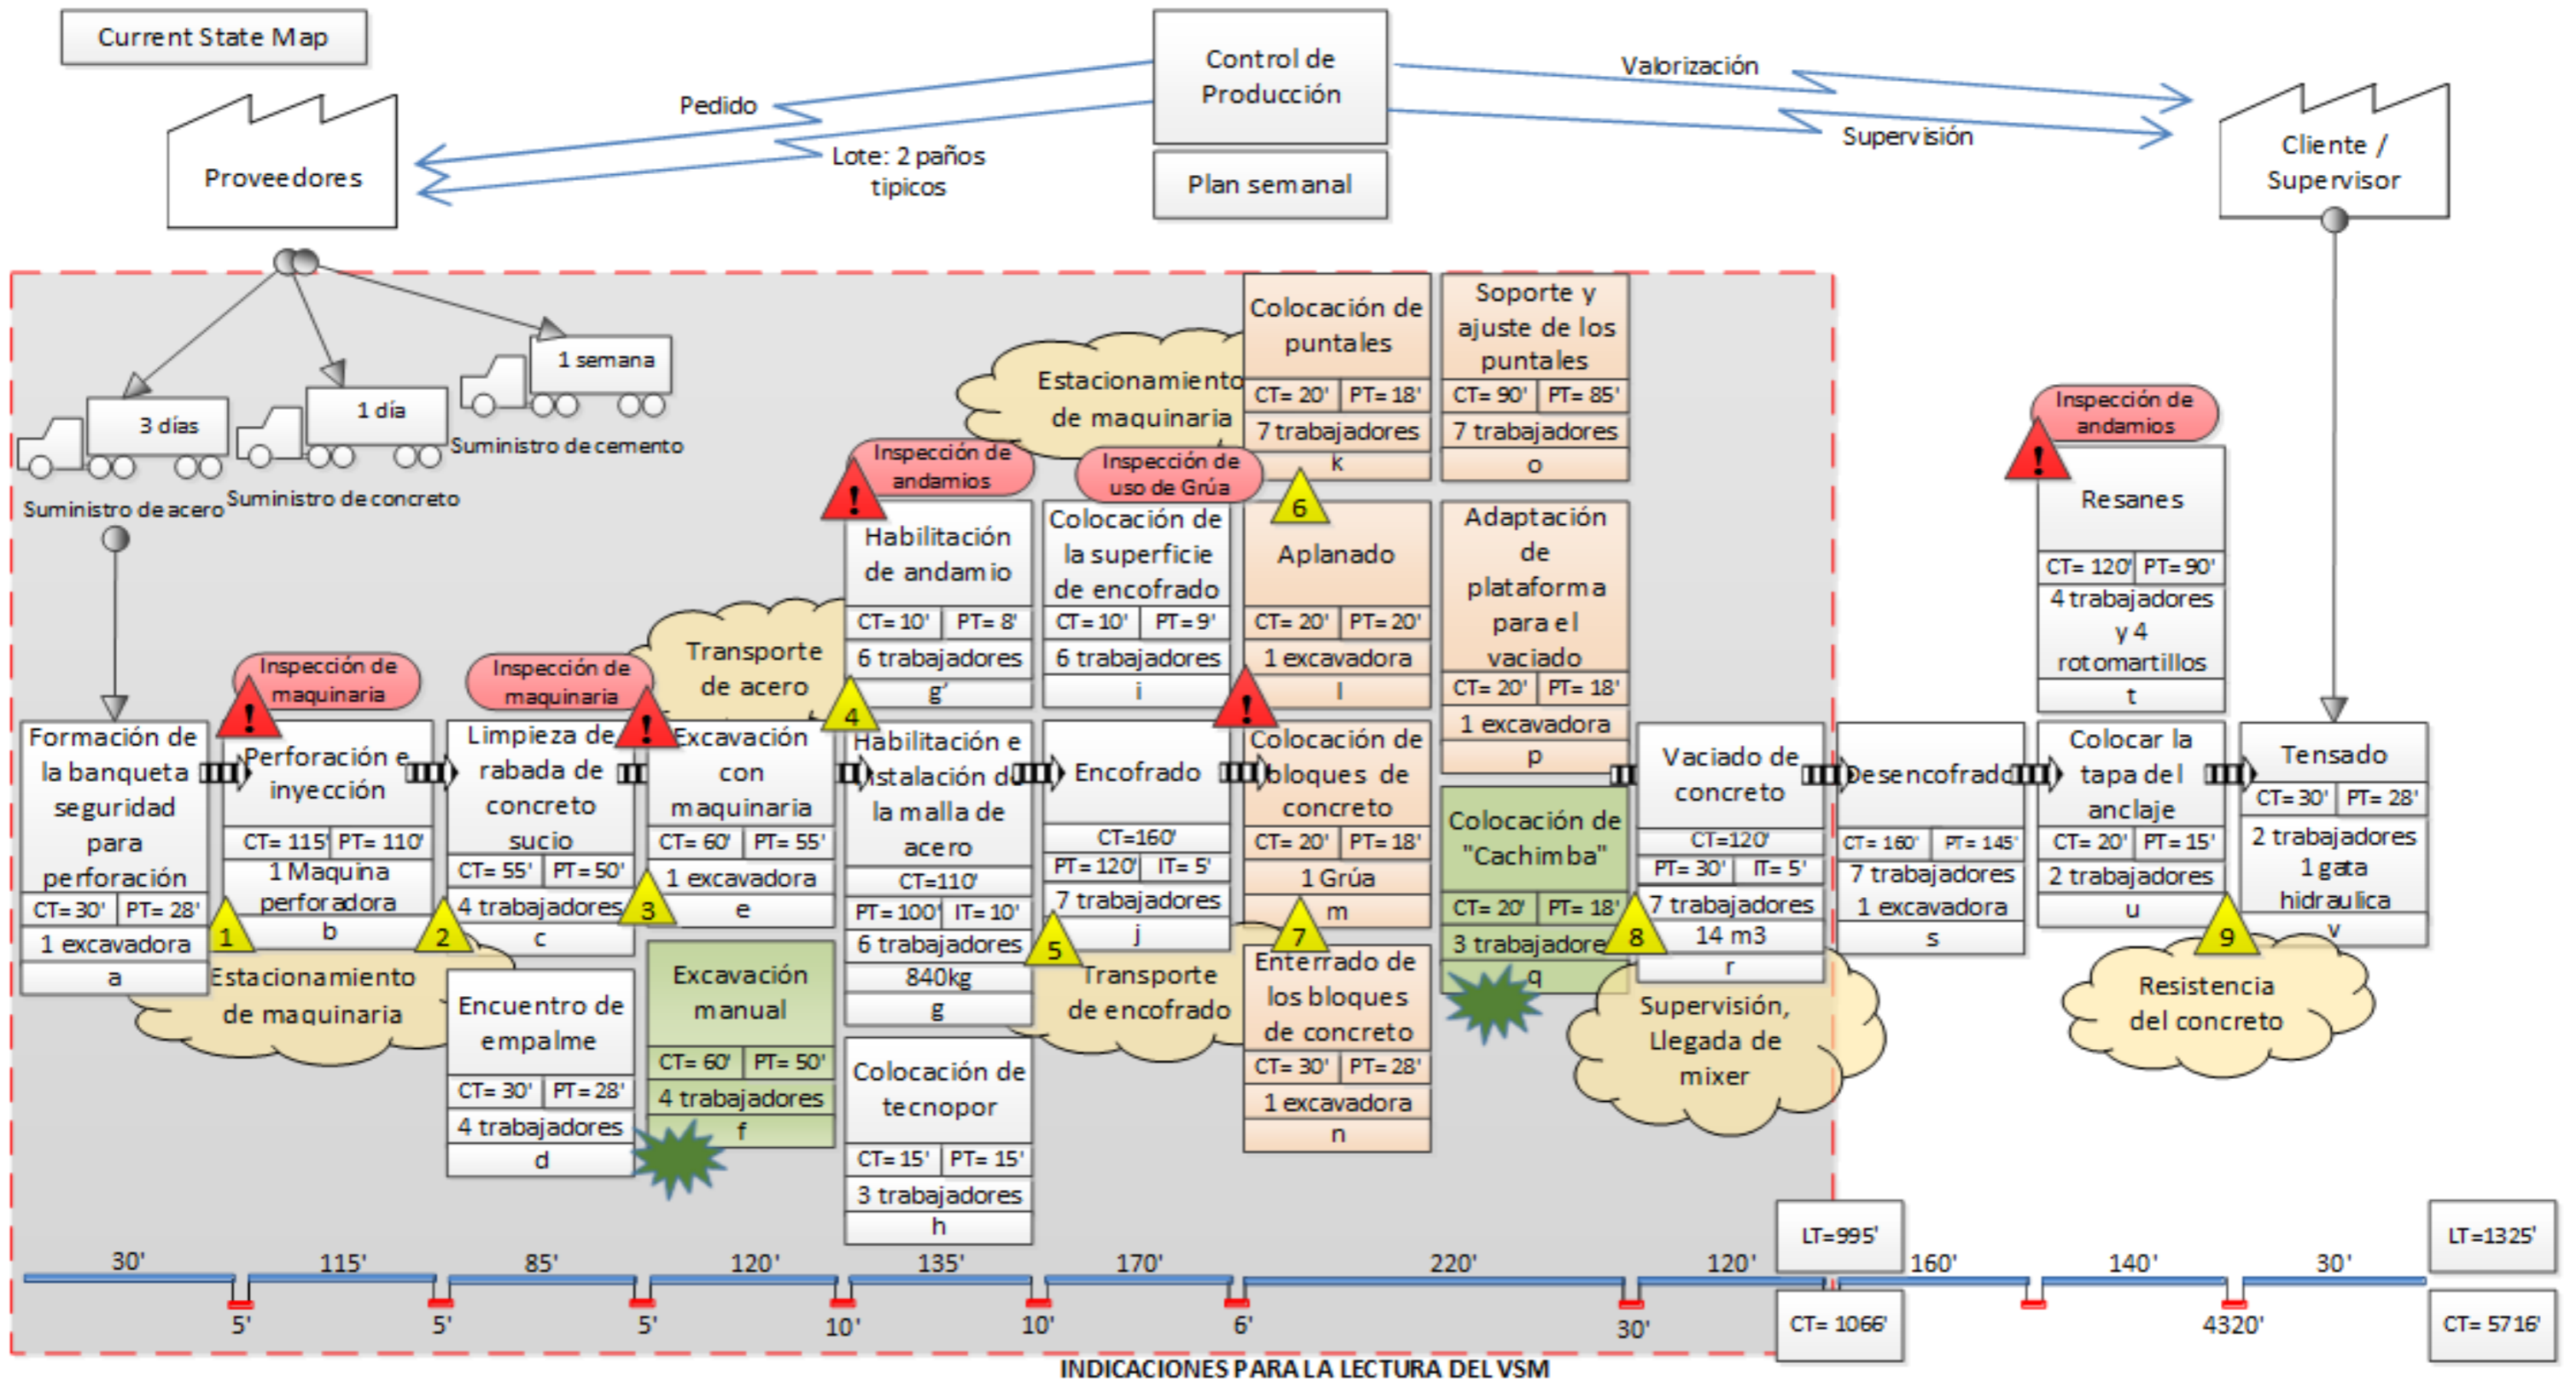 Current State Map
Control de
Producción
Plan semanal
Pedido
Lote: 2 paños
tipicos
Valorización
Supervisión
Proveedores
Cliente /
Supervisor
3 días
1 día
1 semana
Suministro de acero
Suministro de concreto
Suministro de cemento
Formación de
la banqueta
seguridad
para
perforación
CT= 30' PT= 28'
1 excavadora
a
1
Inspección de
maquinaria
!
Perforación e
inyección
CT= 115' PT= 110'
1 Maquina
perforadora
b
2
Estacionamiento
de maquinaria
Inspección de
maquinaria
!
Limpieza de
rabada de
concreto
sucio
CT= 55' PT= 50'
4 trabajadores
c
3
Encuentro de
empalme
CT= 30' PT= 28'
4 trabajadores
d
Transporte
de acero
Excavación
con
maquinaria
CT= 60' PT= 55'
1 excavadora
e
4
Excavación
manual
CT= 60' PT= 50'
4 trabajadores
f
Inspección de
andamios
!
Habilitación
de andamio
CT= 10' PT= 8'
6 trabajadores
g'
Habilitación e
nstalación de
la malla de
acero
CT=110'
PT= 100' IT= 10'
6 trabajadores
840kg
g
5
Colocación de
tecnopor
CT= 15' PT= 15'
3 trabajadores
h
Estacionamiento
de maquinaria
Inspección de
uso de Grúa
Colocación de
la superficie
de encofrado
CT= 10' PT= 9'
6 trabajadores
i
Encofrado
CT=160'
PT= 120' IT= 5'
7 trabajadores
j
Transporte
de encofrado
Colocación de
puntales
CT= 20' PT= 18'
7 trabajadores
k
6
Aplanado
CT= 20' PT= 20'
1 excavadora
l
!
Colocación de
bloques de
concreto
CT= 20' PT= 18'
1 Grúa
m
7
Enterrado de
los bloques
de concreto
CT= 30' PT= 28'
1 excavadora
n
Soporte y
ajuste de los
puntales
CT= 90' PT= 85'
7 trabajadores
o
Adaptación
de
plataforma
para el
vaciado
CT= 20' PT= 18'
1 excavadora
p
Colocación de
"Cachimba"
CT= 20' PT= 18'
3 trabajadore
q
8
Vaciado de
concreto
CT=120'
PT= 30' IT= 5'
7 trabajadores
14 m3
r
Supervisión,
Llegada de
mixer
Desencofrado
CT= 160' PT= 145'
7 trabajadores
1 excavadora
s
Inspección de
andamios
!
Resanes
CT= 120' PT= 90'
4 trabajadores
y 4
rotomartillos
t
Colocar la
tapa del
anclaje
CT= 20' PT= 15'
2 trabajadores
u
9
Tensado
CT= 30' PT= 28'
2 trabajadores
1 gata
hidraulica
v
Resistencia
del concreto
30' 115' 85' 120' 135' 170' 220' 120' LT=995' 160' 140' 30' LT=1325'
5' 5' 5' 10' 10' 6' 30' CT= 1066' 4320' CT= 5716'
INDICACIONES PARA LA LECTURA DEL VSM